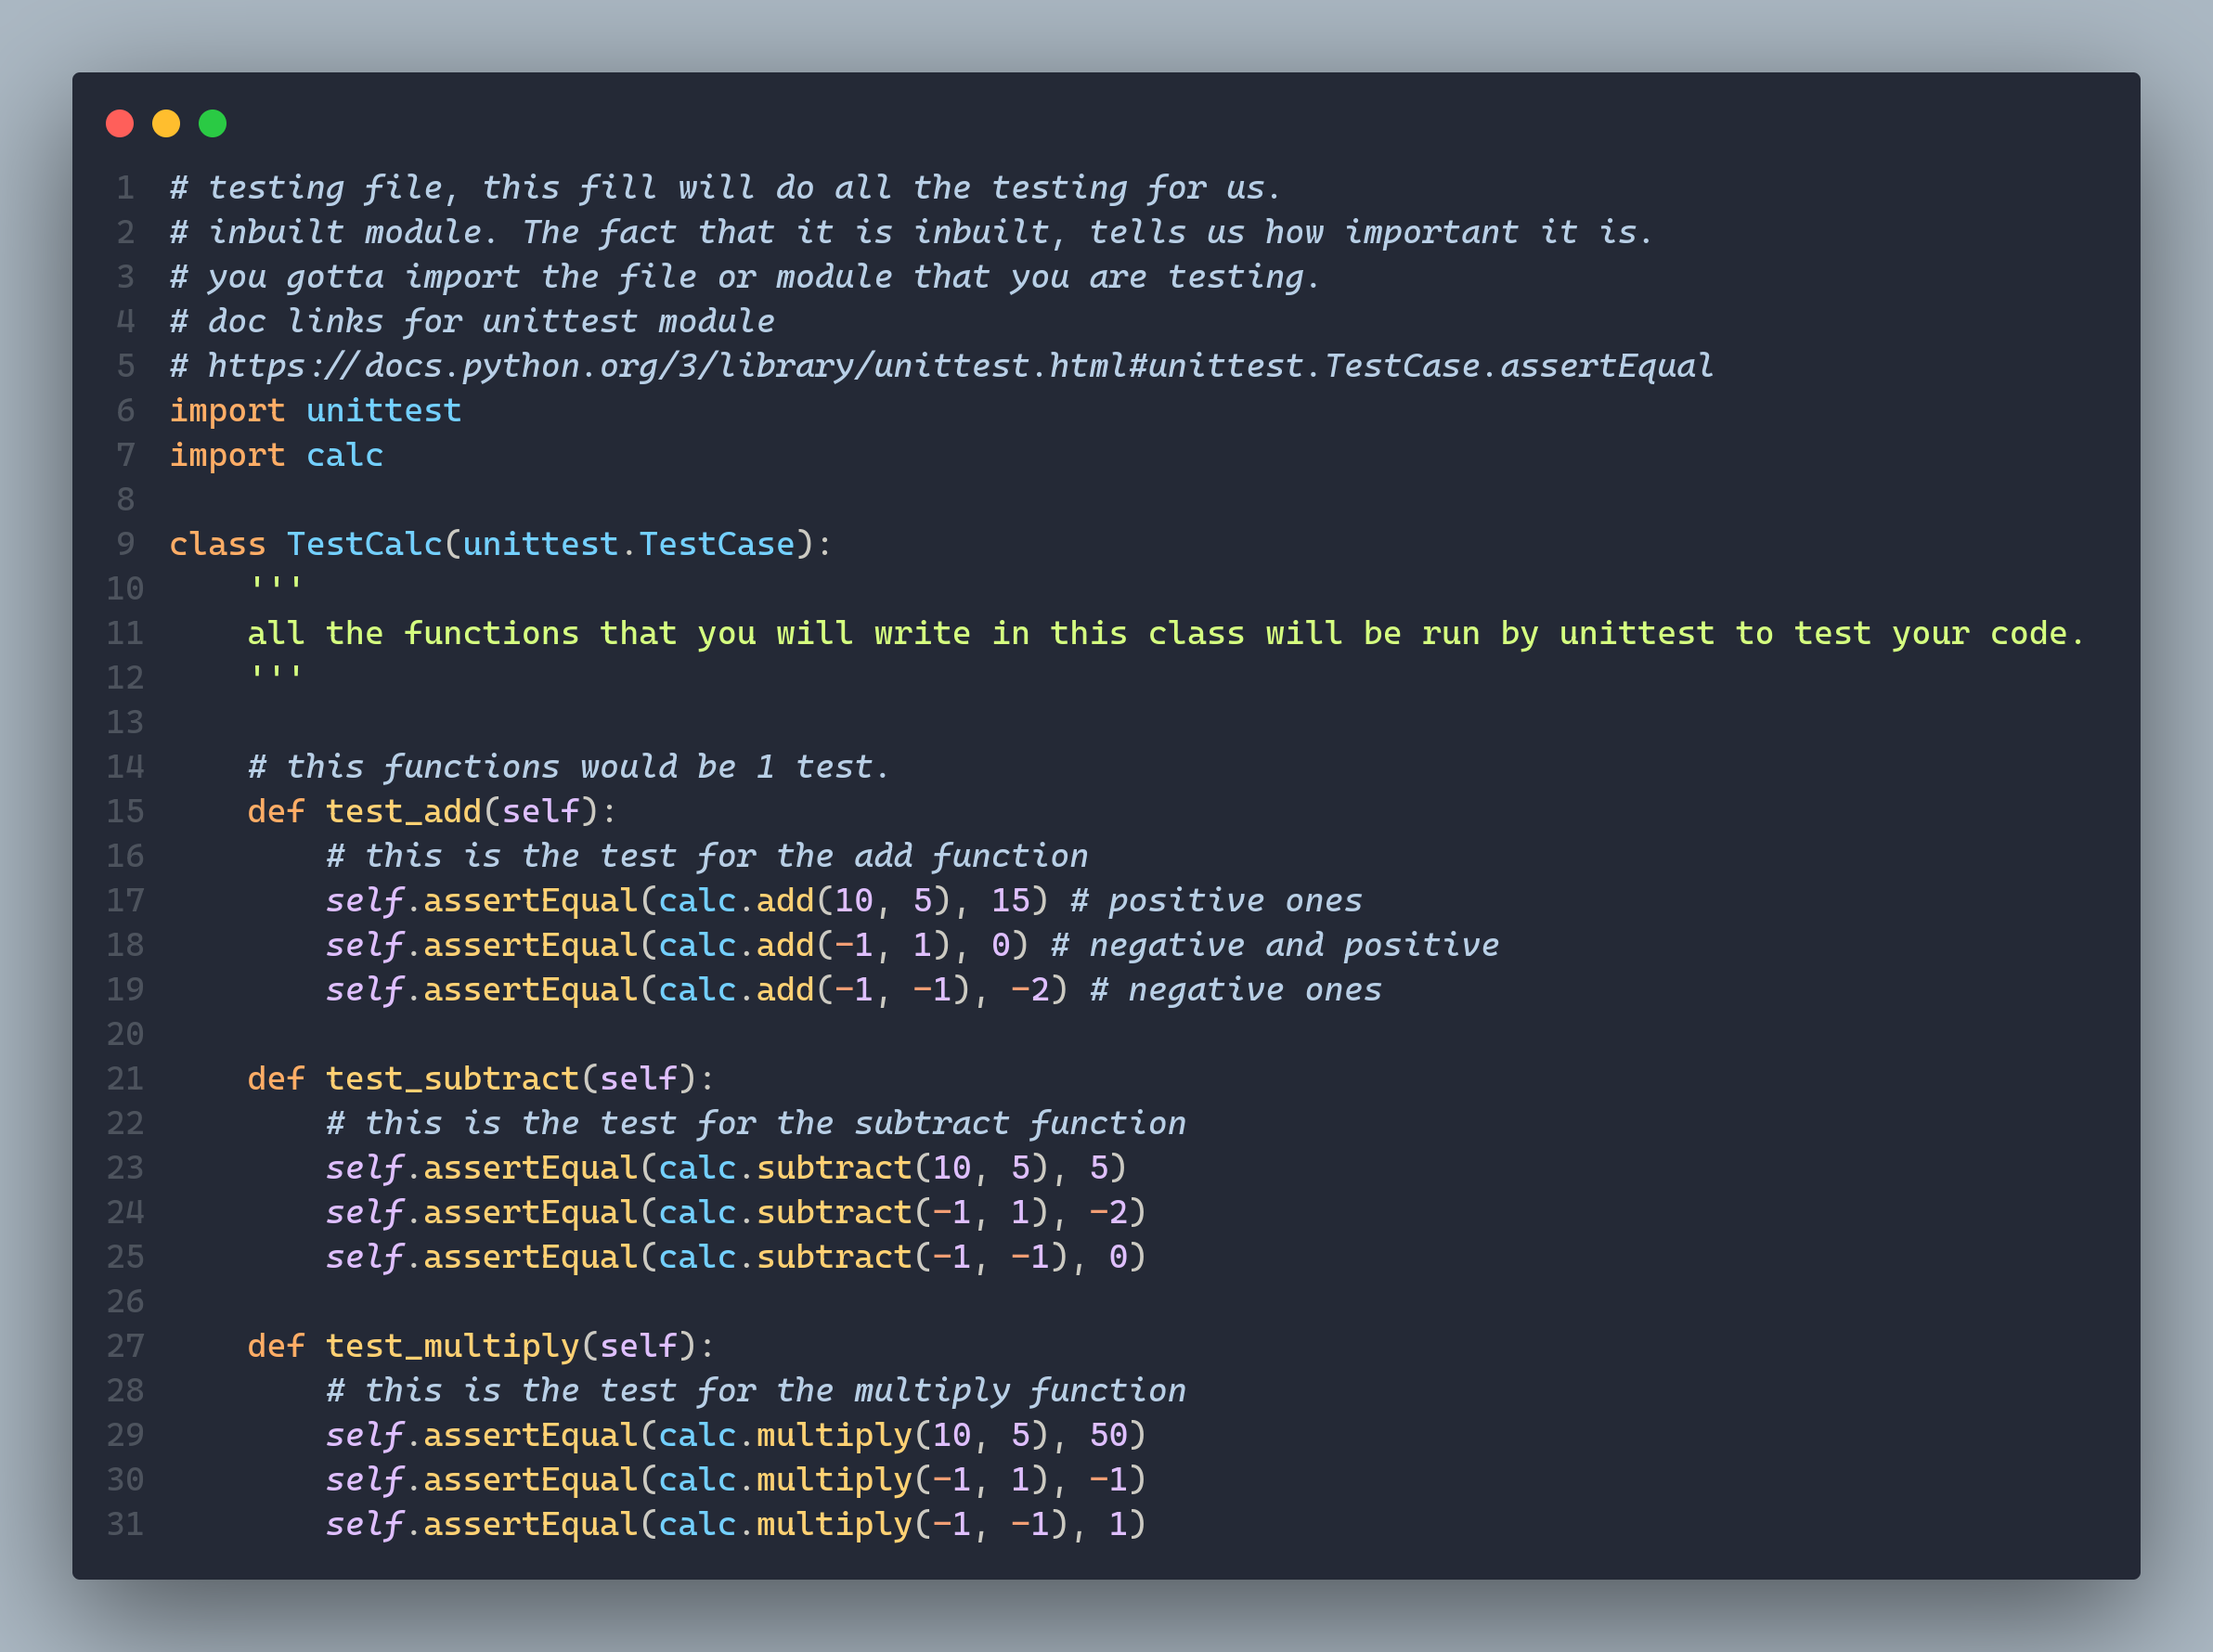 1 # testing file, this fill will do all the testing for us.
2 # inbuilt module. The fact that it is inbuilt, tells us how important it is.
3 # you gotta import the file or module that you are testing.
4 # doc links for unittest module
5 # https://docs.python.org/3/library/unittest.html#unittest.TestCase.assertEqual
6 import unittest
7 import calc
8
9 class TestCalc(unittest.TestCase):
10     '''
11     all the functions that you will write in this class will be run by unittest to test your code.
12     '''
13
14     # this functions would be 1 test.
15     def test_add(self):
16         # this is the test for the add function
17         self.assertEqual(calc.add(10, 5), 15) # positive ones
18         self.assertEqual(calc.add(-1, 1), 0) # negative and positive
19         self.assertEqual(calc.add(-1, -1), -2) # negative ones
20
21     def test_subtract(self):
22         # this is the test for the subtract function
23         self.assertEqual(calc.subtract(10, 5), 5)
24         self.assertEqual(calc.subtract(-1, 1), -2)
25         self.assertEqual(calc.subtract(-1, -1), 0)
26
27     def test_multiply(self):
28         # this is the test for the multiply function
29         self.assertEqual(calc.multiply(10, 5), 50)
30         self.assertEqual(calc.multiply(-1, 1), -1)
31         self.assertEqual(calc.multiply(-1, -1), 1)